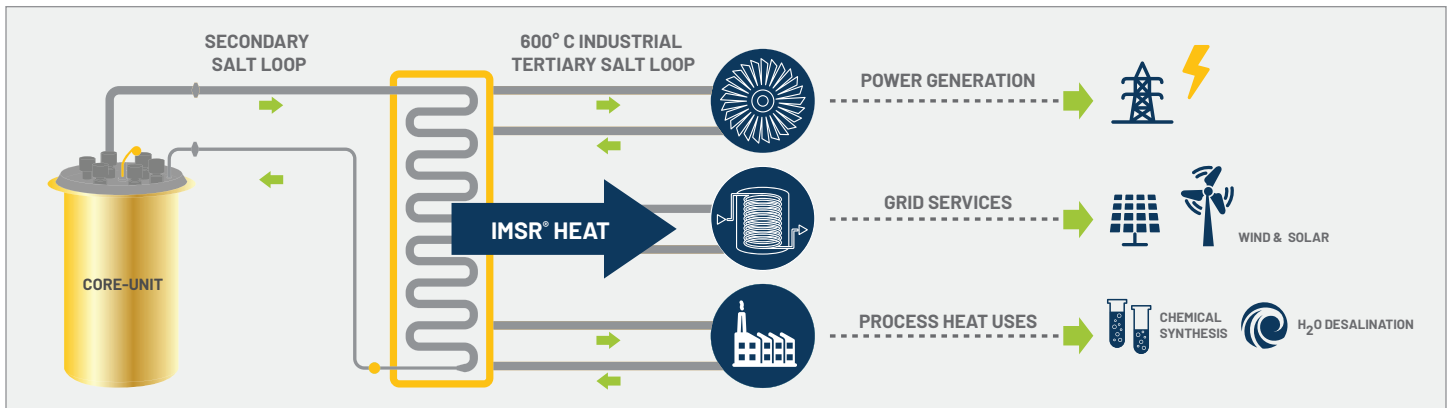 SECONDARY
SALT LOOP
600° C INDUSTRIAL
TERTIARY SALT LOOP
POWER GENERATION
IMSR® HEAT
GRID SERVICES
WIND & SOLAR
CORE-UNIT
PROCESS HEAT USES
CHEMICAL
SYNTHESIS
H₂O DESALINATION